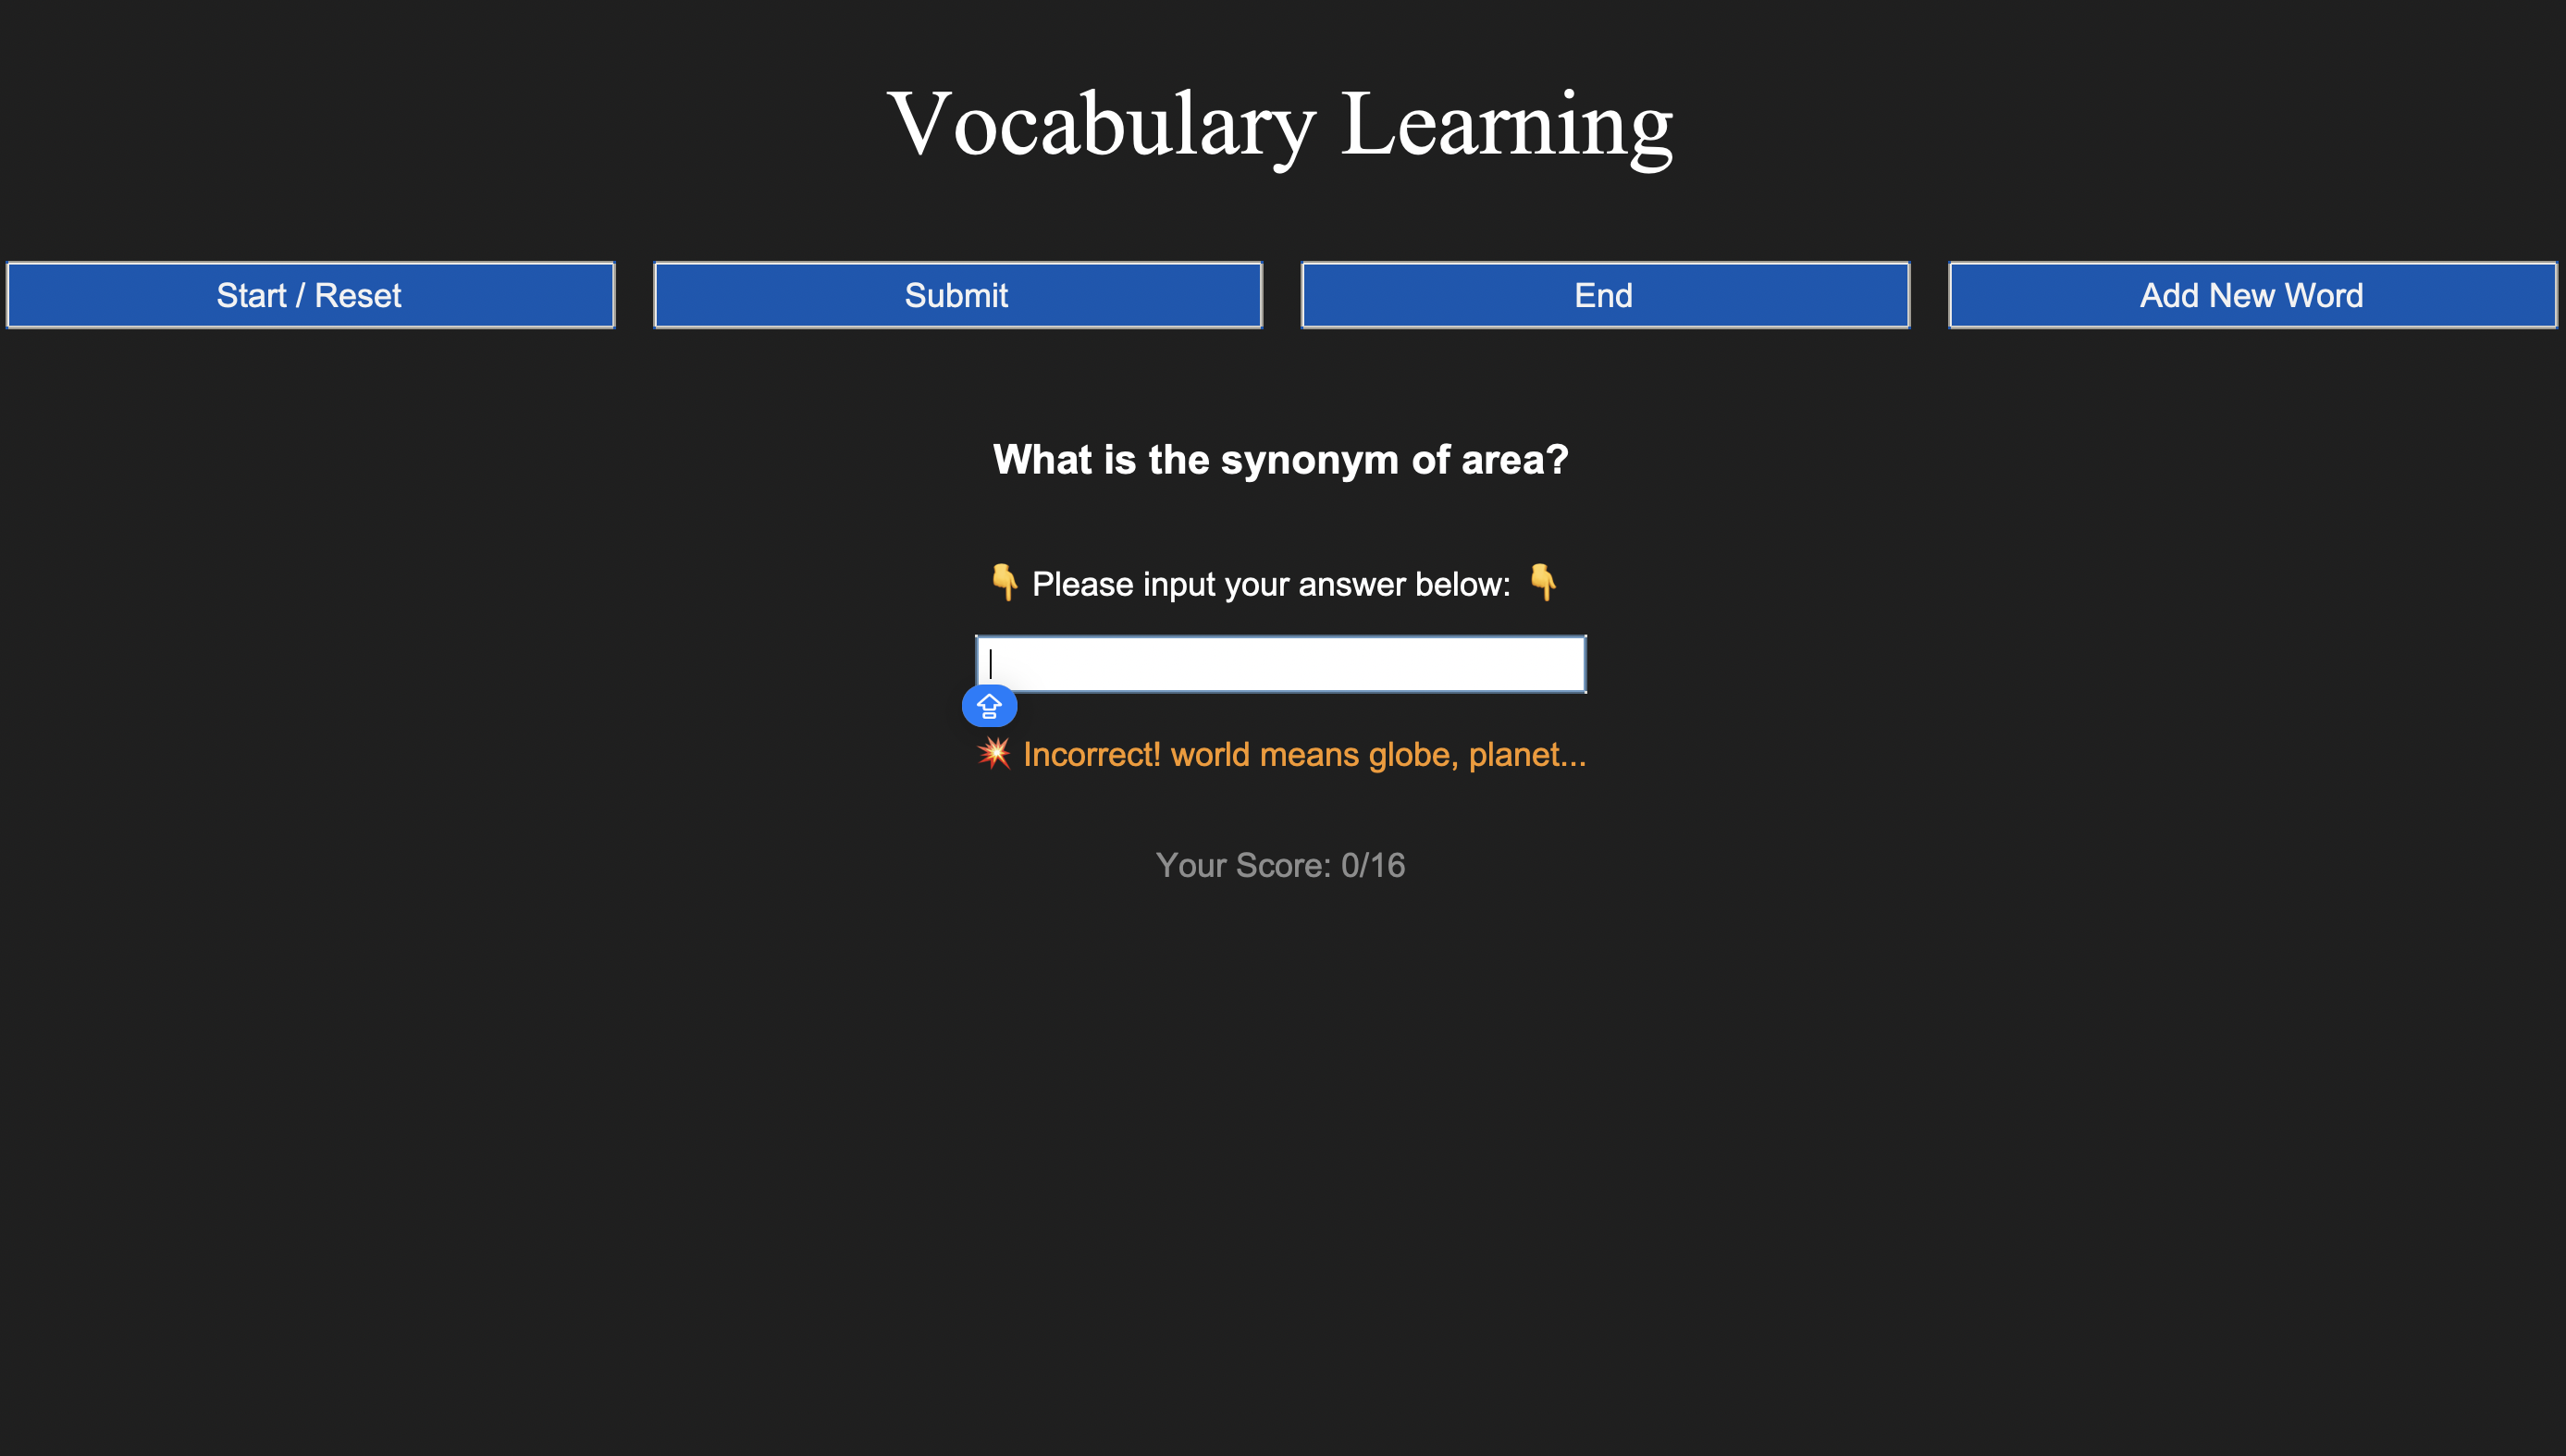 Vocabulary Learning
Start / Reset
Submit
End
Add New Word
What is the synonym of area?
👇 Please input your answer below: 👇
💥 Incorrect! world means globe, planet...
Your Score: 0/16